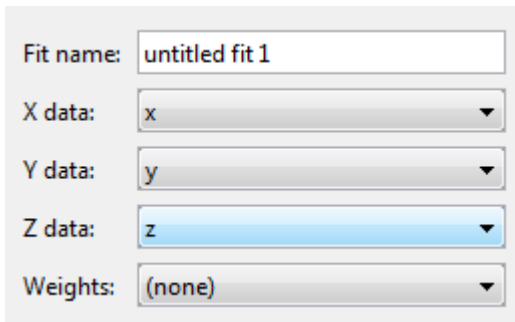 Fit name: untitled fit 1
X data: x
Y data: y
Z data: z
Weights: (none)